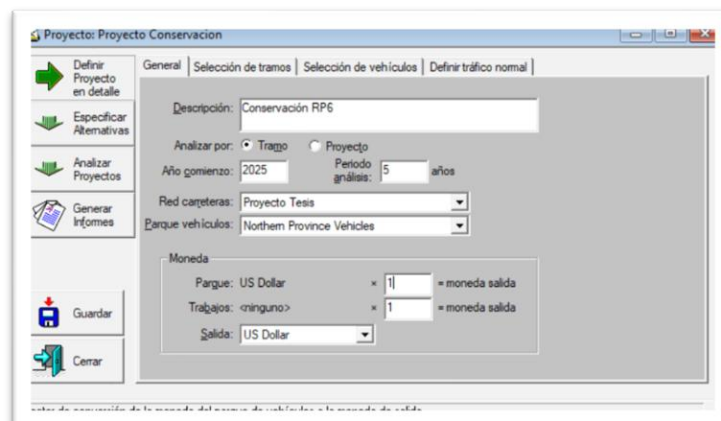 Proyecto: Proyecto Conservacion
Definir
Proyecto
en detalle
Especificar
Alternativas
Analizar
Proyectos
Generar
Informes
Guardar
Cerrar
General
Selección de tramos
Selección de vehículos
Definir tráfico normal
Descripción: Conservación RP6
Analizar por: Tramo Proyecto
Año comienzo: 2025 Periodo análisis: 5 años
Red carreteras: Proyecto Tesis
Parque vehículos: Northern Province Vehicles
Moneda
Pargue: US Dollar × 1 = moneda salida
Trabajos: <ninguno> × 1 = moneda salida
Salida: US Dollar